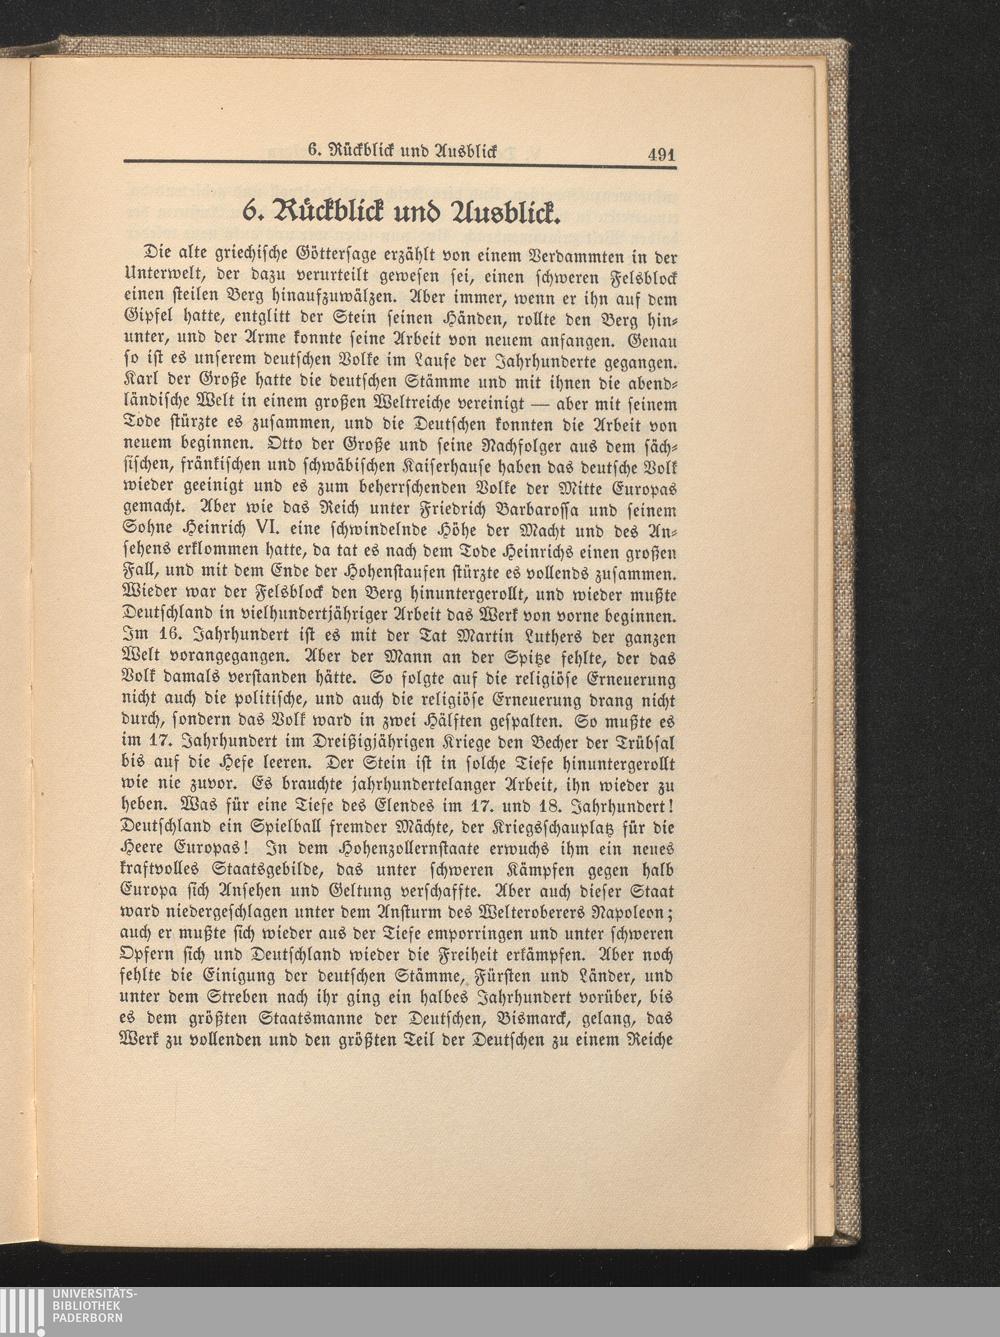 6. Rückblick und Ausblick 491
6. Rückblick und Ausblick.
Die alte griechische Göttersage erzählt von einem Verdammten in der
Unterwelt, der dazu verurteilt gewesen sei, einen schweren Felsblock
einen steilen Berg hinaufzuwälzen. Aber immer, wenn er ihn auf dem
Gipfel hatte, entglitt der Stein seinen Händen, rollte den Berg hin-
unter, und der Arme konnte seine Arbeit von neuem anfangen. Genau
so ist es unserem deutschen Volke im Laufe der Jahrhunderte gegangen.
Karl der Große hatte die deutschen Stämme und mit ihnen die abend-
ländische Welt in einem großen Weltreiche vereinigt — aber mit seinem
Tode stürzte es zusammen, und die Deutschen konnten die Arbeit von
neuem beginnen. Otto der Große und seine Nachfolger aus dem säch-
sischen, fränkischen und schwäbischen Kaiserhause haben das deutsche Volk
wieder geeinigt und es zum beherrschenden Volke der Mitte Europas
gemacht. Aber wie das Reich unter Friedrich Barbarossa und seinem
Sohne Heinrich VI. eine schwindelnde Höhe der Macht und des An-
sehens erklommen hatte, da tat es nach dem Tode Heinrichs einen großen
Fall, und mit dem Ende der Hohenstaufen stürzte es vollends zusammen.
Wieder war der Felsblock den Berg hinuntergerollt, und wieder mußte
Deutschland in vielhundertjähriger Arbeit das Werk von vorne beginnen.
Im 16. Jahrhundert ist es mit der Tat Martin Luthers der ganzen
Welt vorangegangen. Aber der Mann an der Spitze fehlte, der das
Volk damals verstanden hätte. So folgte auf die religiöse Erneuerung
nicht auch die politische, und auch die religiöse Erneuerung drang nicht
durch, sondern das Volk ward in zwei Hälften gespalten. So mußte es
im 17. Jahrhundert im Dreißigjährigen Kriege den Becher der Trübsal
bis auf die Hefe leeren. Der Stein ist in solche Tiefe hinuntergerollt
wie nie zuvor. Es brauchte jahrhundertelanger Arbeit, ihn wieder zu
heben. Was für eine Tiefe des Elendes im 17. und 18. Jahrhundert!
Deutschland ein Spielball fremder Mächte, der Kriegsschauplatz für die
Heere Europas! In dem Hohenzollernstaate erwuchs ihm ein neues
kraftvolles Staatsgebilde, das unter schweren Kämpfen gegen halb
Europa sich Ansehen und Geltung verschaffte. Aber auch dieser Staat
ward niedergeschlagen unter dem Ansturm des Welteroberers Napoleon;
auch er mußte sich wieder aus der Tiefe emporringen und unter schweren
Opfern sich und Deutschland wieder die Freiheit erkämpfen. Aber noch
fehlte die Einigung der deutschen Stämme, Fürsten und Länder, und
unter dem Streben nach ihr ging ein halbes Jahrhundert vorüber, bis
es dem größten Staatsmanne der Deutschen, Bismarck, gelang, das
Werk zu vollenden und den größten Teil der Deutschen zu einem Reiche
UNIVERSITÄTS-
BIBLIOTHEK
PADERBORN